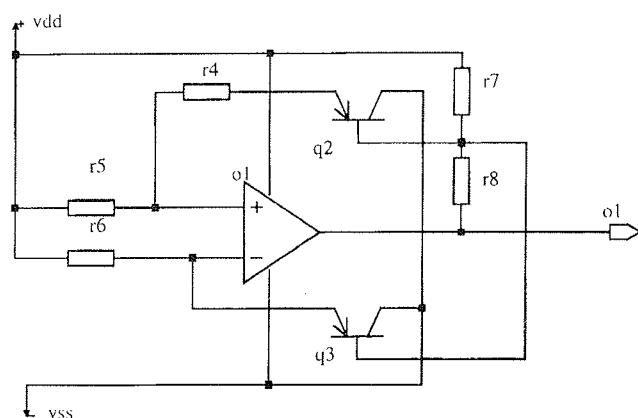 + vdd
r4
r7
q2
r5
o1
r8
+
r6
o1
−
q3
- vss